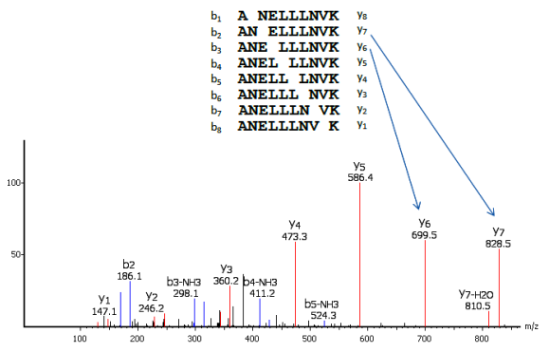 b1 A NELLLNVK y8
b2 AN ELLLNVK y7
b3 ANE LLLNVK y6
b4 ANEL LLNVK y5
b5 ANELL LNVK y4
b6 ANELLL NVK y3
b7 ANELLLN VK y2
b8 ANELLLNV K y1
y5
586.4
100
y6
699.5
y7
828.5
y4
473.3
50
b2
186.1
b3-NH3
298.1
y3
360.2
b4-NH3
411.2
y1
147.1
y2
246.2
b5-NH3
524.3
y7-H2O
810.5
100 200 300 400 500 600 700 800 m/z